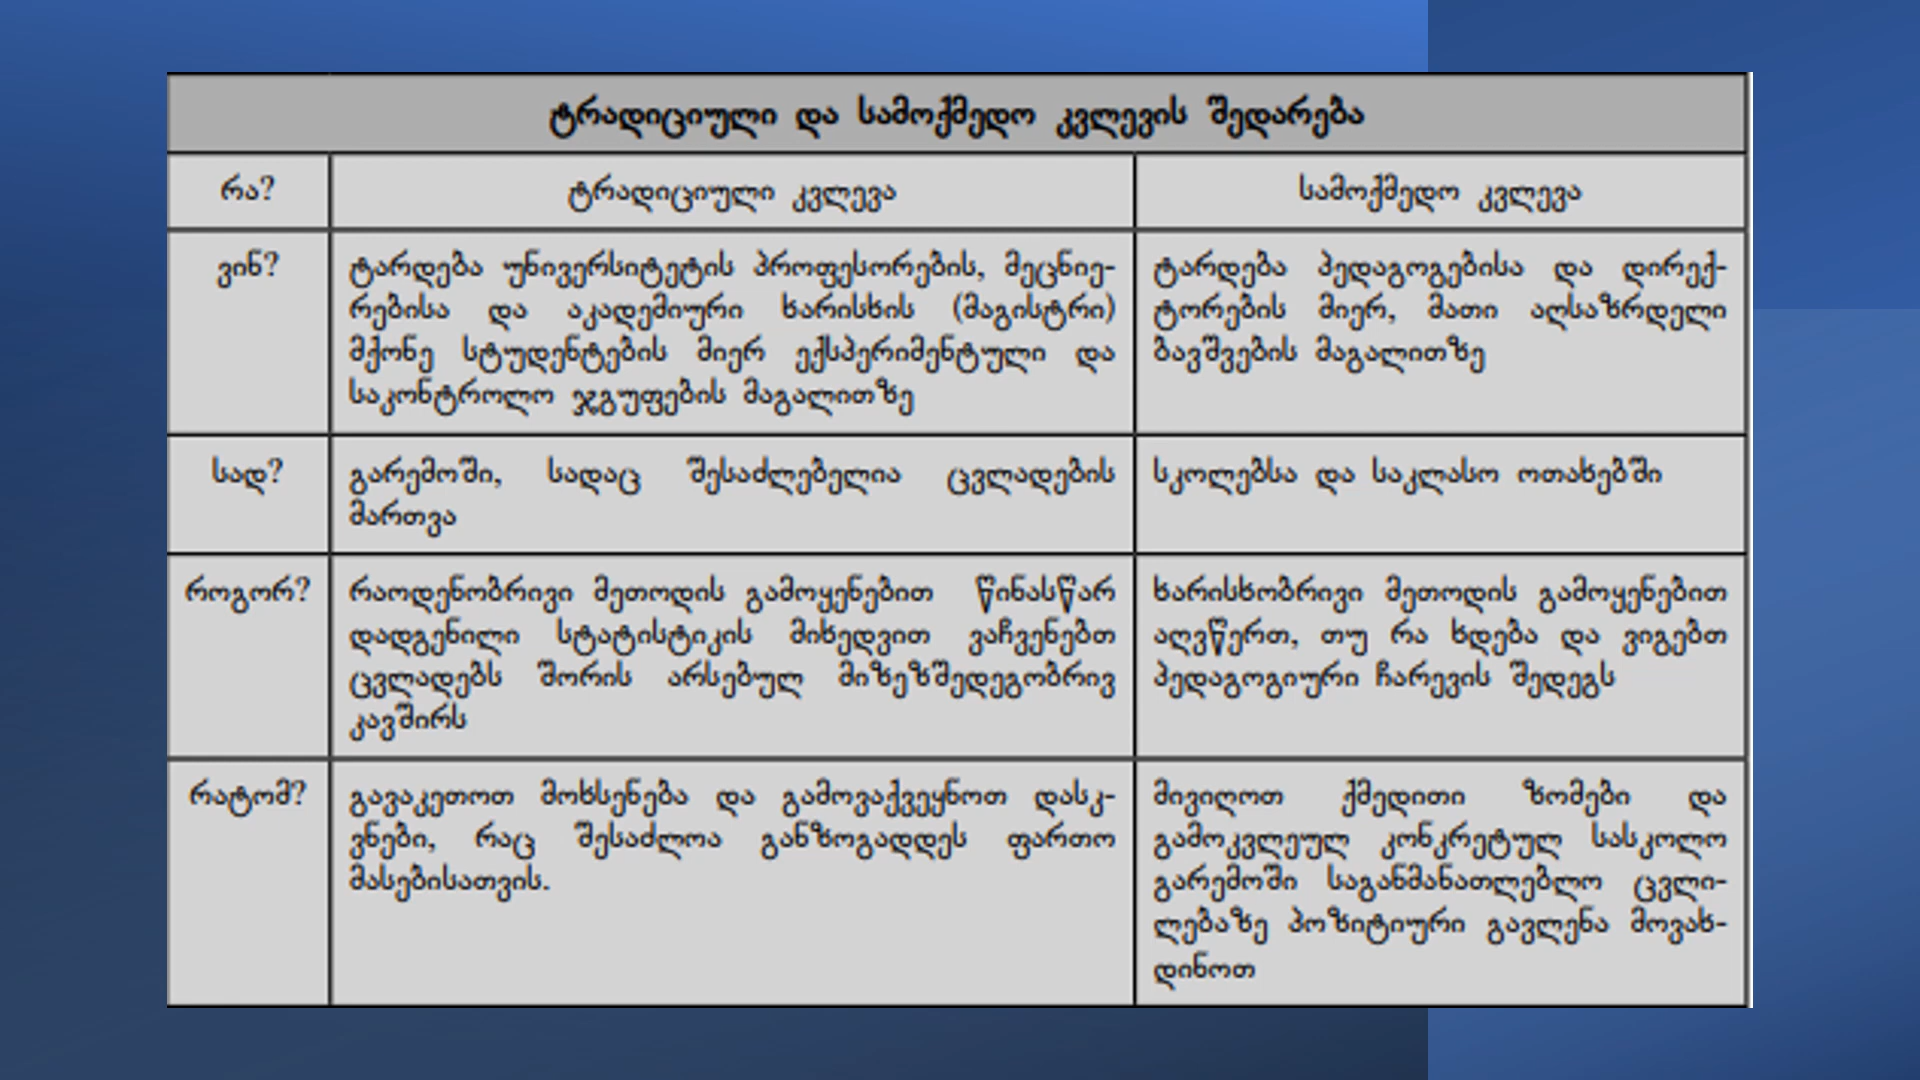 ტრადიციული და სამოქმედო კვლევის შედარება
რა?
ტრადიციული კვლევა
სამოქმედო კვლევა
ვინ?
ტარდება უნივერსიტეტის პროფესორების, მეცნიე-
რებისა და აკადემიური ხარისხის (მაგისტრი)
მქონე სტუდენტების მიერ ექსპერიმენტული და
საკონტროლო ჯგუფების მაგალითზე
ტარდება პედაგოგებისა და დირექ-
ტორების მიერ, მათი აღსაზრდელი
ბავშვების მაგალითზე
სად?
გარემოში, სადაც შესაძლებელია ცვლადების
მართვა
სკოლებსა და საკლასო ოთახებში
როგორ?
რაოდენობრივი მეთოდის გამოყენებით წინასწარ
დადგენილი სტატისტიკის მიხედვით ვაჩვენებთ
ცვლადებს შორის არსებულ მიზეზშედეგობრივ
კავშირს
ხარისხობრივი მეთოდის გამოყენებით
აღვწერთ, თუ რა ხდება და ვიგებთ
პედაგოგიური ჩარევის შედეგს
რატომ?
გავაკეთოთ მოხსენება და გამოვაქვეყნოთ დასკ-
ვნები, რაც შესაძლოა განზოგადდეს ფართო
მასებისათვის.
მივიღოთ ქმედითი ზომები და
გამოკვლეულ კონკრეტულ სასკოლო
გარემოში საგანმანათლებლო ცვლი-
ლებაზე პოზიტიური გავლენა მოვახ-
დინოთ